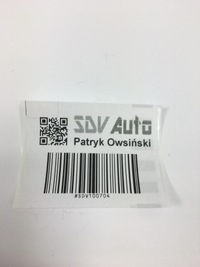 SDV Auto
Patryk Owsiński
#SDV100704